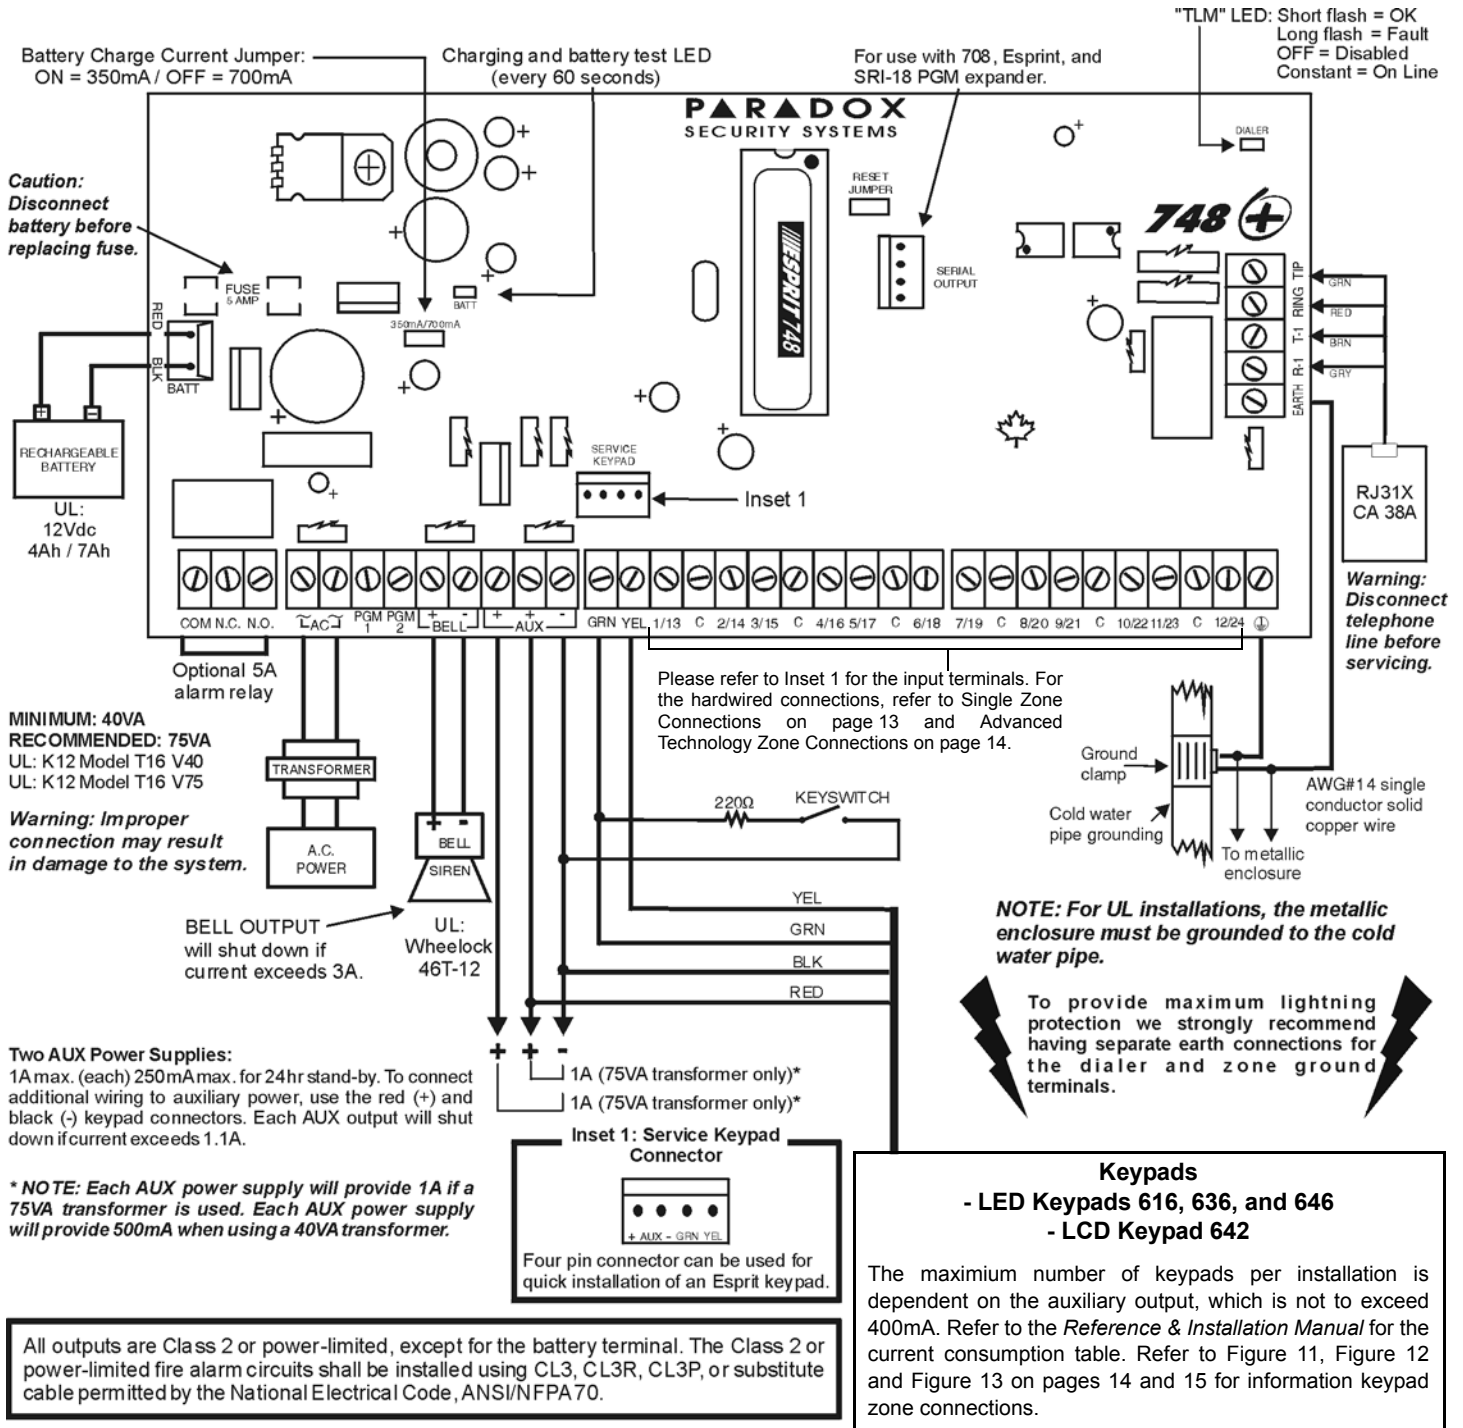 "TLM" LED: Short flash = OK
Long flash = Fault
OFF = Disabled
Constant = On Line
Battery Charge Current Jumper:
ON = 350mA / OFF = 700mA
Charging and battery test LED
(every 60 seconds)
For use with 708, Esprint, and
SRI-18 PGM expander.
PARADOX
SECURITY SYSTEMS
DIALER
RESET
JUMPER
748+
Caution:
Disconnect
battery before
replacing fuse.
FUSE
5 AMP
BATT
350mA/700mA
ESPRIT 748
SERIAL
OUTPUT
TIP
RING
T-1
R-1
EARTH
GRN
RED
BRN
GRY
RED
BLK
BATT
+ -
RECHARGEABLE
BATTERY
UL:
12Vdc
4Ah / 7Ah
SERVICE
KEYPAD
Inset 1
RJ31X
CA 38A
Warning:
Disconnect
telephone
line before
servicing.
COM N.C. N.O. ~AC~ PGM 1 PGM 2 + BELL - + + AUX - GRN YEL 1/13 C 2/14 3/15 C 4/16 5/17 C 6/18 7/19 C 8/20 9/21 C 10/22 11/23 C 12/24
Optional 5A
alarm relay
Please refer to Inset 1 for the input terminals. For
the hardwired connections, refer to Single Zone
Connections on page 13 and Advanced
Technology Zone Connections on page 14.
MINIMUM: 40VA
RECOMMENDED: 75VA
UL: K12 Model T16 V40
UL: K12 Model T16 V75
TRANSFORMER
A.C.
POWER
Warning: Improper
connection may result
in damage to the system.
+ -
BELL
SIREN
BELL OUTPUT
will shut down if
current exceeds 3A.
UL:
Wheelock
46T-12
220Ω
KEYSWITCH
YEL
GRN
BLK
RED
Ground
clamp
Cold water
pipe grounding
AWG#14 single
conductor solid
copper wire
To metallic
enclosure
NOTE: For UL installations, the metallic
enclosure must be grounded to the cold
water pipe.
To provide maximum lightning
protection we strongly recommend
having separate earth connections for
the dialer and zone ground
terminals.
+ + -
1A (75VA transformer only)*
1A (75VA transformer only)*
Two AUX Power Supplies:
1A max. (each) 250mA max. for 24hr stand-by. To connect
additional wiring to auxiliary power, use the red (+) and
black (-) keypad connectors. Each AUX output will shut
down if current exceeds 1.1A.
* NOTE: Each AUX power supply will provide 1A if a
75VA transformer is used. Each AUX power supply
will provide 500mA when using a 40VA transformer.
Inset 1: Service Keypad
Connector
+ AUX - GRN YEL
Four pin connector can be used for
quick installation of an Esprit keypad.
Keypads
- LED Keypads 616, 636, and 646
- LCD Keypad 642
The maximium number of keypads per installation is
dependent on the auxiliary output, which is not to exceed
400mA. Refer to the Reference & Installation Manual for the
current consumption table. Refer to Figure 11, Figure 12
and Figure 13 on pages 14 and 15 for information keypad
zone connections.
All outputs are Class 2 or power-limited, except for the battery terminal. The Class 2 or
power-limited fire alarm circuits shall be installed using CL3, CL3R, CL3P, or substitute
cable permitted by the National Electrical Code, ANSI/NFPA 70.